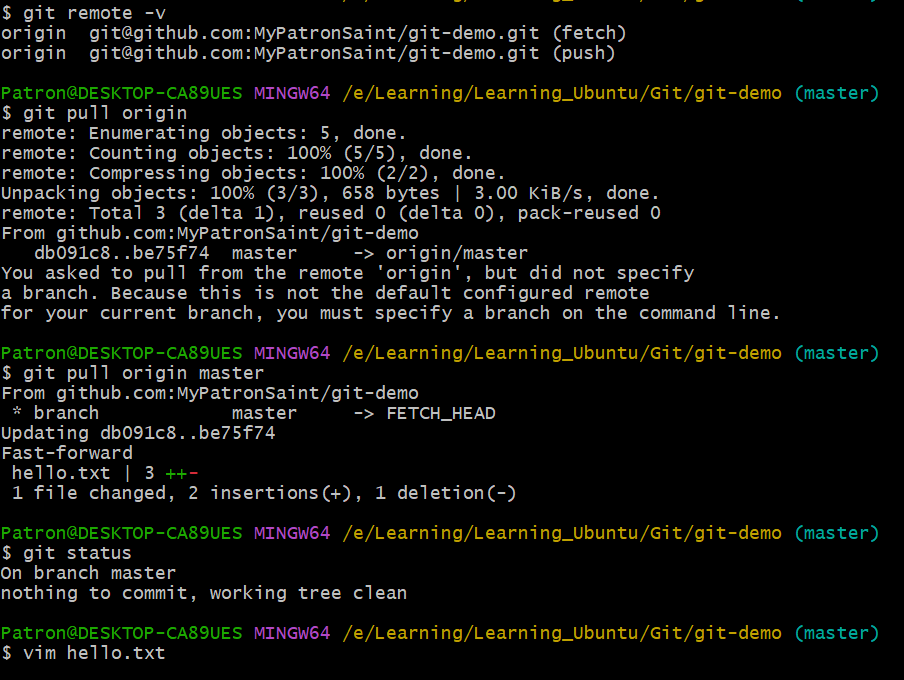 $ git remote -v
origin  git@github.com:MyPatronSaint/git-demo.git (fetch)
origin  git@github.com:MyPatronSaint/git-demo.git (push)

Patron@DESKTOP-CA89UES MINGW64 /e/Learning/Learning_Ubuntu/Git/git-demo (master)
$ git pull origin
remote: Enumerating objects: 5, done.
remote: Counting objects: 100% (5/5), done.
remote: Compressing objects: 100% (2/2), done.
Unpacking objects: 100% (3/3), 658 bytes | 3.00 KiB/s, done.
remote: Total 3 (delta 1), reused 0 (delta 0), pack-reused 0
From github.com:MyPatronSaint/git-demo
   db091c8..be75f74  master     -> origin/master
You asked to pull from the remote 'origin', but did not specify
a branch. Because this is not the default configured remote
for your current branch, you must specify a branch on the command line.

Patron@DESKTOP-CA89UES MINGW64 /e/Learning/Learning_Ubuntu/Git/git-demo (master)
$ git pull origin master
From github.com:MyPatronSaint/git-demo
 * branch            master     -> FETCH_HEAD
Updating db091c8..be75f74
Fast-forward
 hello.txt | 3 ++-
 1 file changed, 2 insertions(+), 1 deletion(-)

Patron@DESKTOP-CA89UES MINGW64 /e/Learning/Learning_Ubuntu/Git/git-demo (master)
$ git status
On branch master
nothing to commit, working tree clean

Patron@DESKTOP-CA89UES MINGW64 /e/Learning/Learning_Ubuntu/Git/git-demo (master)
$ vim hello.txt